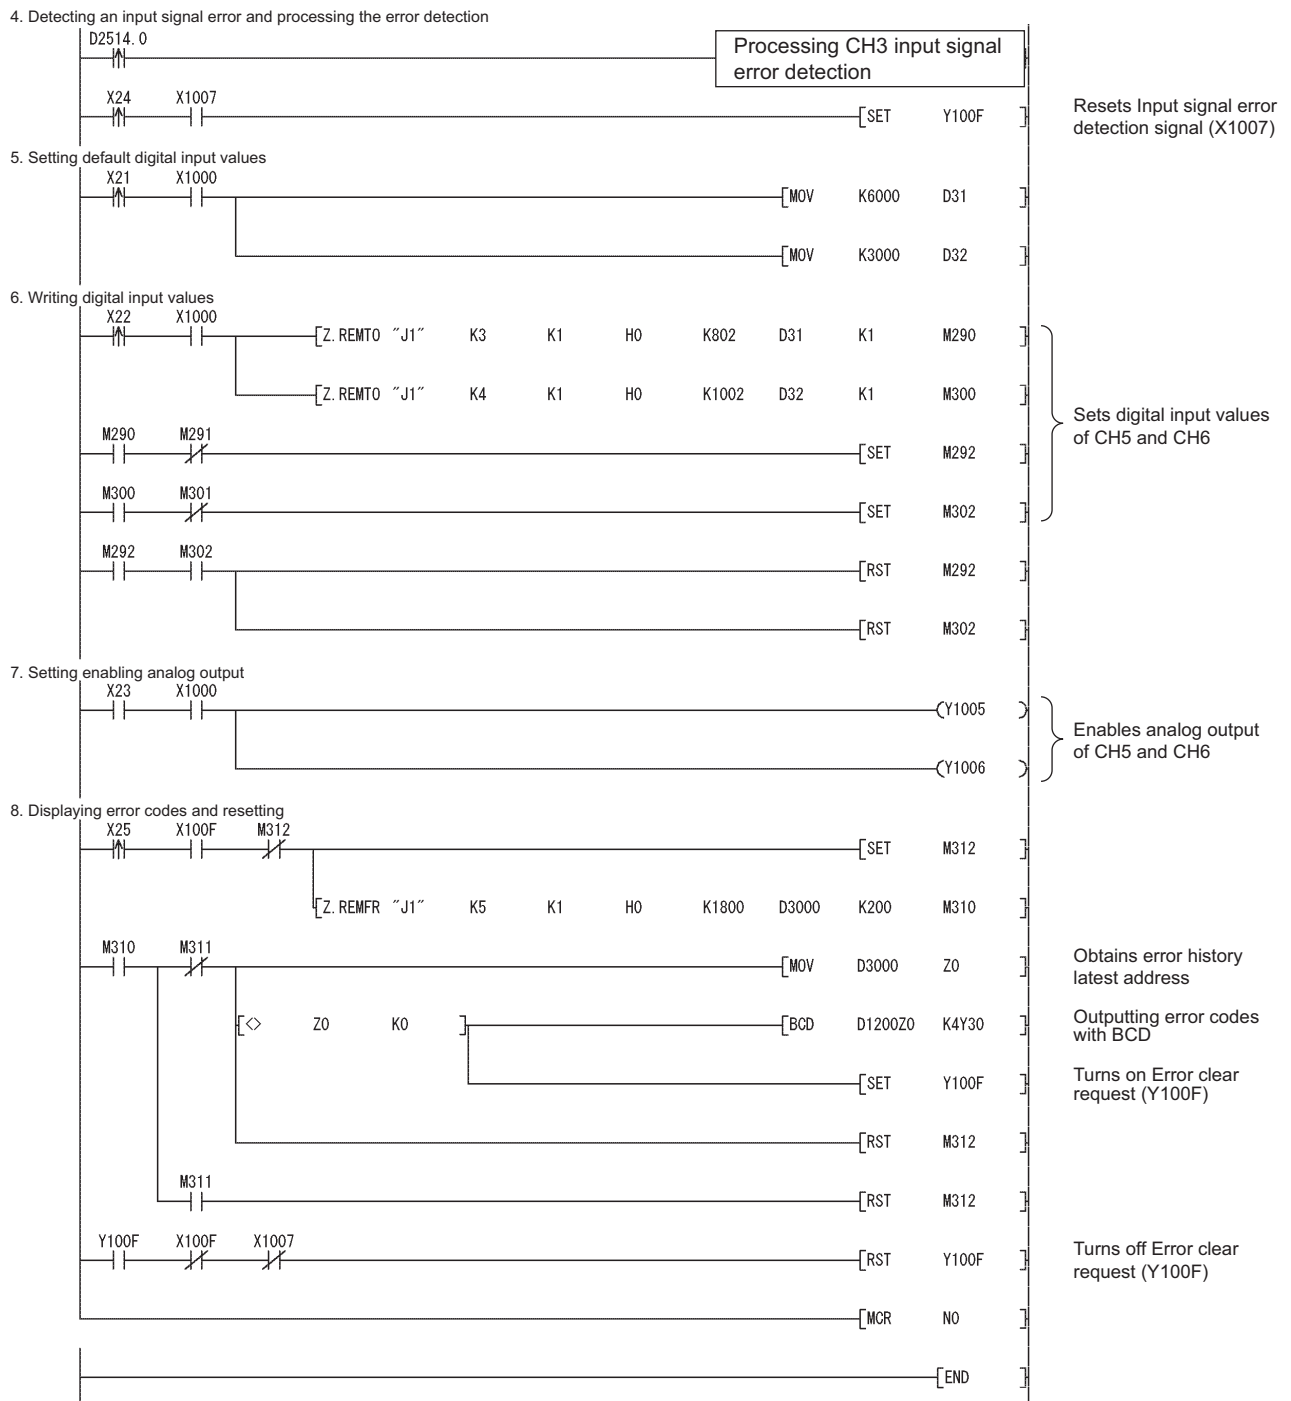 4. Detecting an input signal error and processing the error detection
D2514.0
Processing CH3 input signal
error detection
X24 X1007
SET Y100F
Resets Input signal error
detection signal (X1007)
5. Setting default digital input values
X21 X1000
MOV K6000 D31
MOV K3000 D32
6. Writing digital input values
X22 X1000
Z.REMTO "J1" K3 K1 H0 K802 D31 K1 M290
Z.REMTO "J1" K4 K1 H0 K1002 D32 K1 M300
Sets digital input values
of CH5 and CH6
M290 M291
SET M292
M300 M301
SET M302
M292 M302
RST M292
RST M302
7. Setting enabling analog output
X23 X1000
Y1005
Enables analog output
of CH5 and CH6
Y1006
8. Displaying error codes and resetting
X25 X100F M312
SET M312
Z.REMFR "J1" K5 K1 H0 K1800 D3000 K200 M310
M310 M311
MOV D3000 Z0
Obtains error history
latest address
<> Z0 K0
BCD D1200Z0 K4Y30
Outputting error codes
with BCD
SET Y100F
Turns on Error clear
request (Y100F)
RST M312
M311
RST M312
Y100F X100F X1007
RST Y100F
Turns off Error clear
request (Y100F)
MCR N0
END